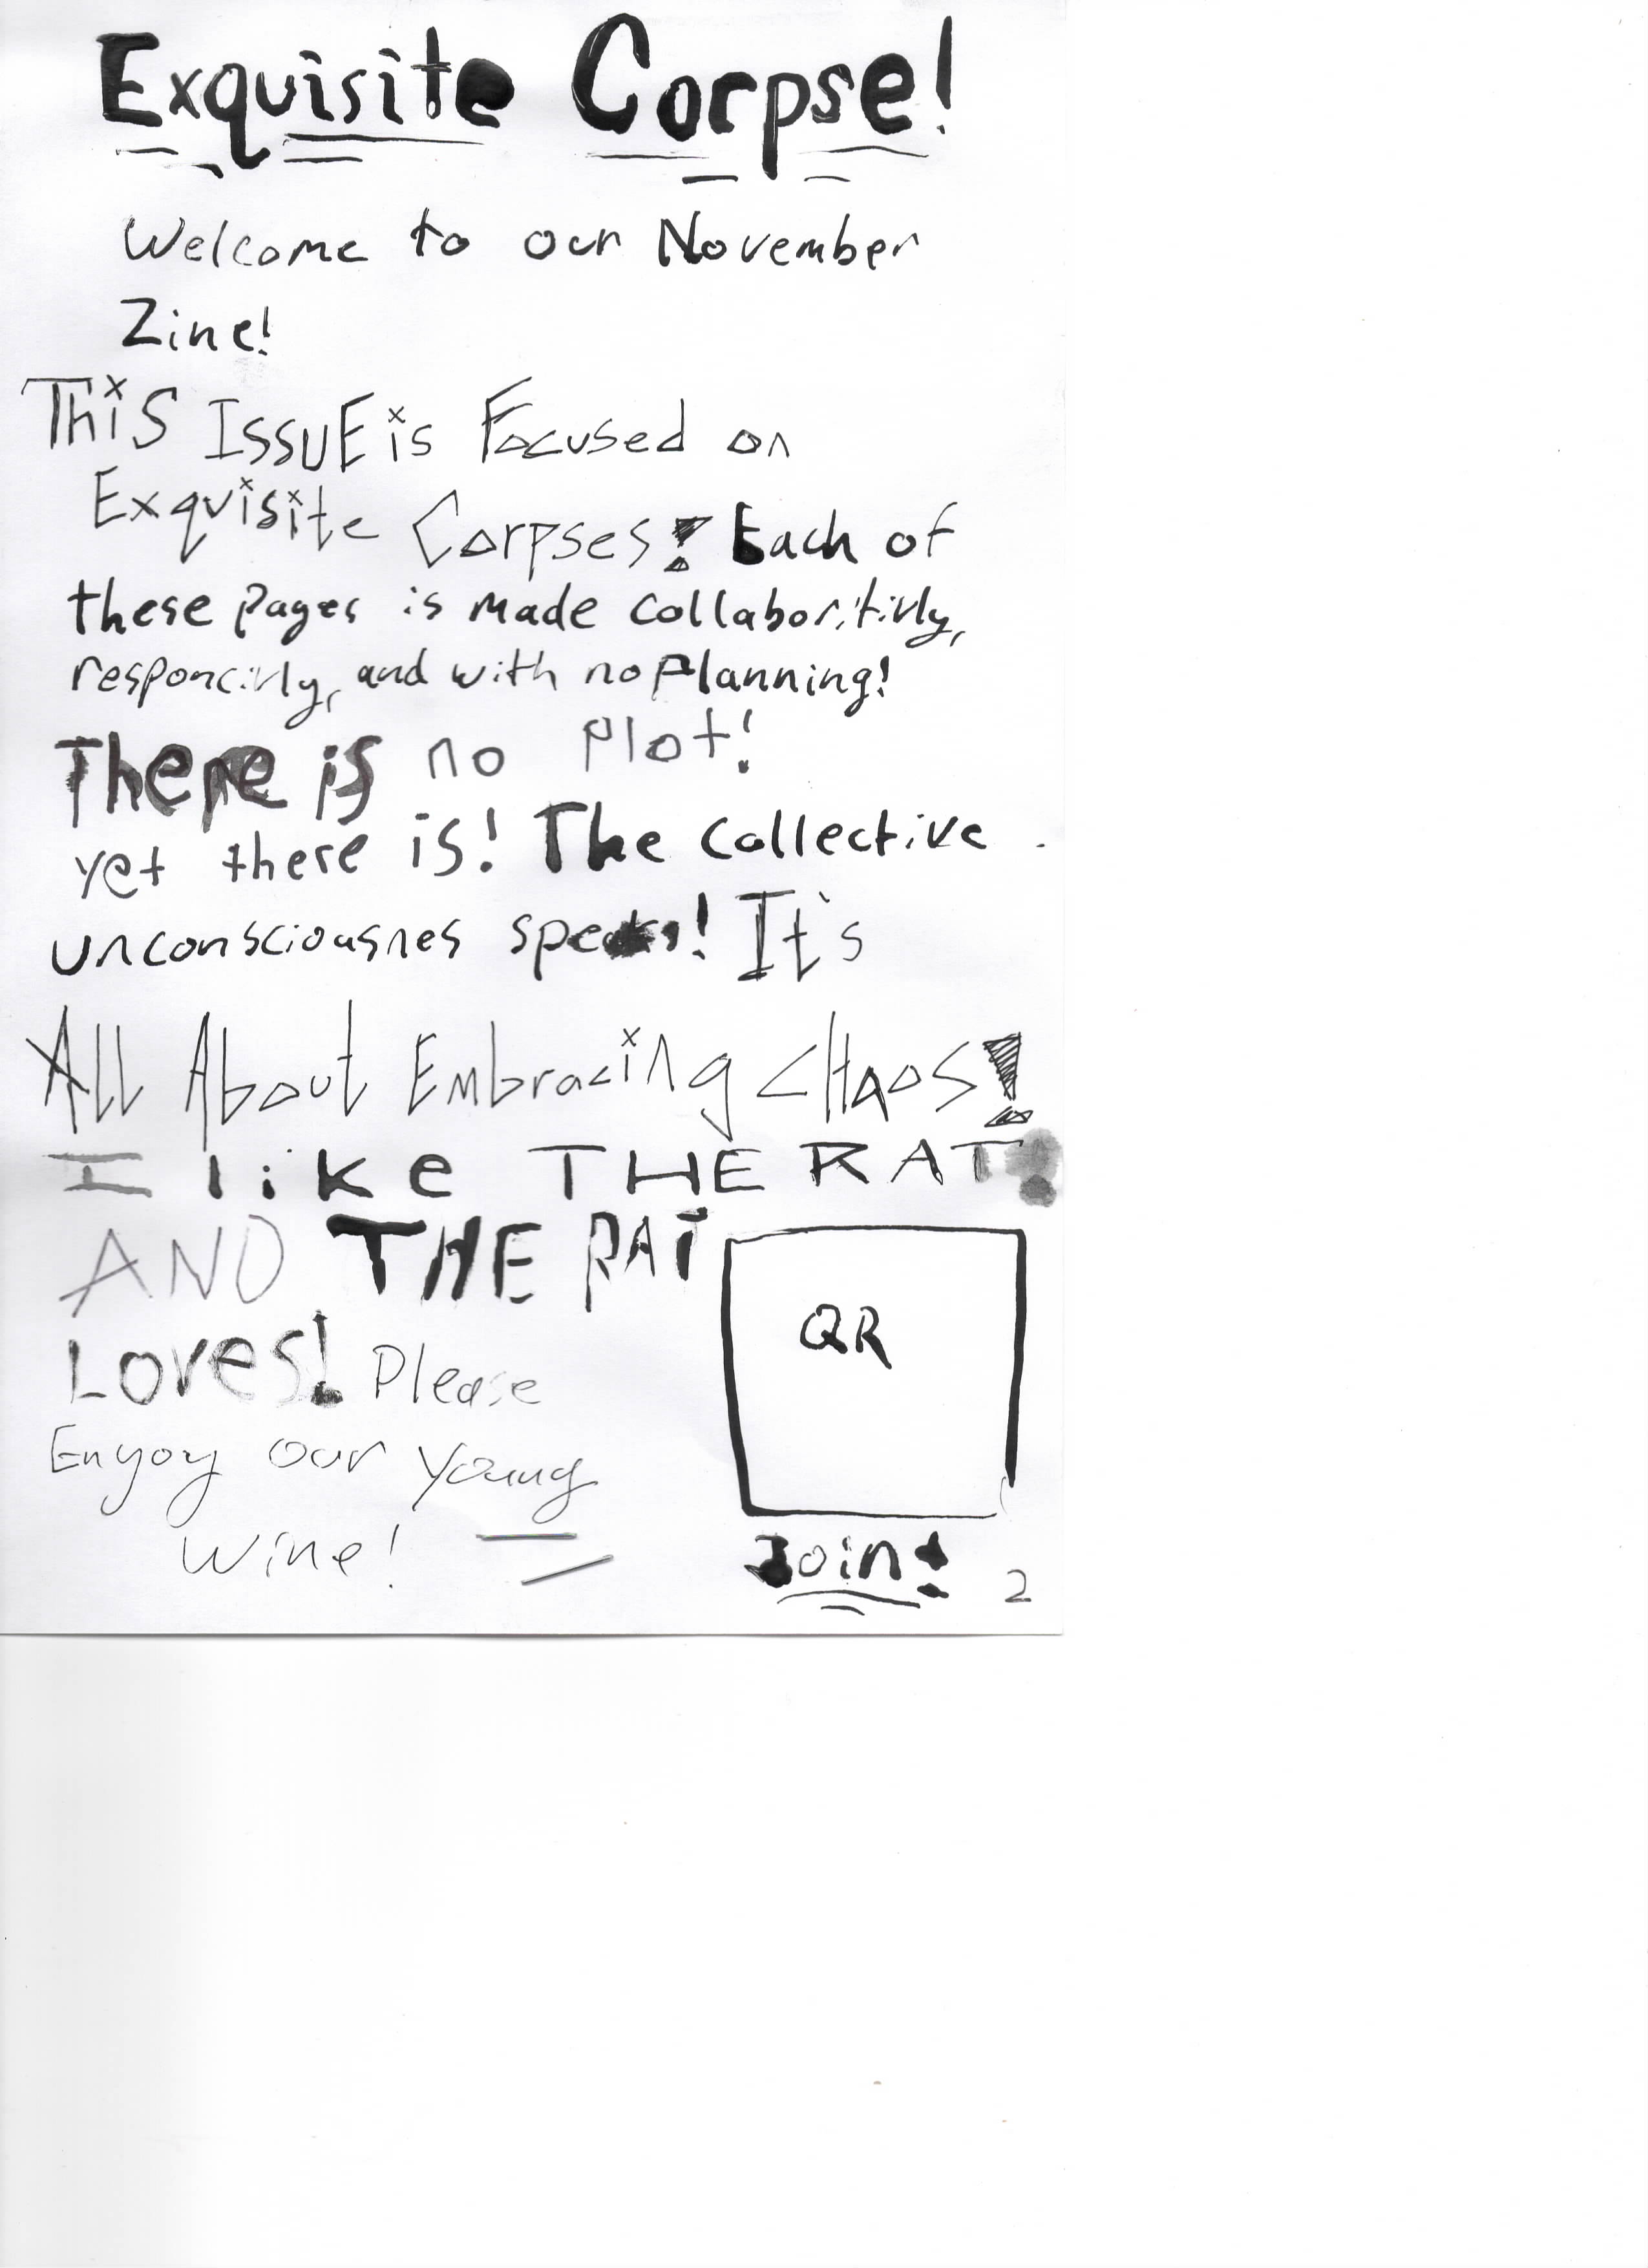 Exquisite Corpse!
Welcome to our November
Zine!
ThiS ISSUE is Focused on
Exquisite Corpses! Each of
these pages is made collaboritivly,
responcivly, and with no Planning!
There is no Plot!
yet there is! The collective
unconsciousnes speaks! It's
All About Embracing CHaos!
I like THE RAT!
AND THE RAT
Loves! Please
Enyoy our young
wine!
QR
Join!
2